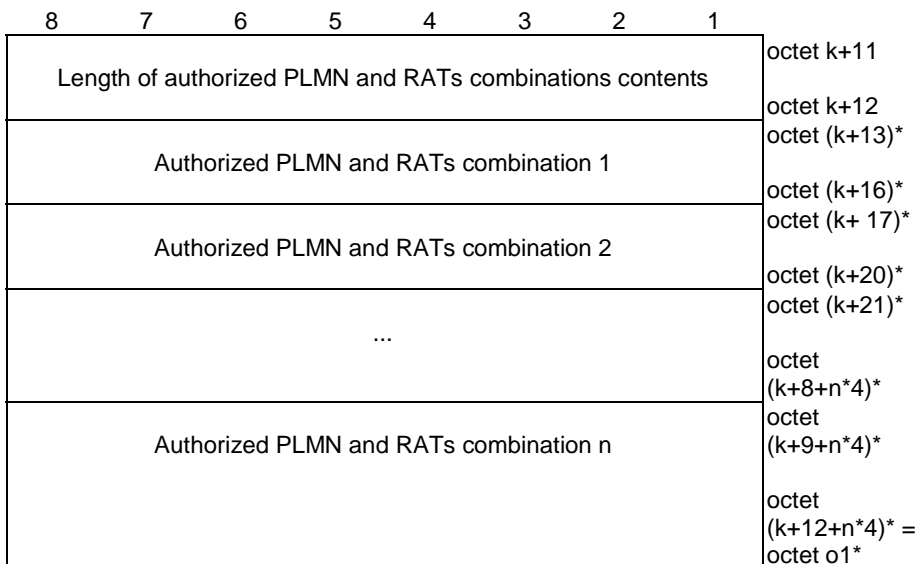 8 7 6 5 4 3 2 1
Length of authorized PLMN and RATs combinations contents
octet k+11
octet k+12
Authorized PLMN and RATs combination 1
octet (k+13)*
octet (k+16)*
Authorized PLMN and RATs combination 2
octet (k+ 17)*
octet (k+20)*
...
octet (k+21)*
octet
(k+8+n*4)*
Authorized PLMN and RATs combination n
octet
(k+9+n*4)*
octet
(k+12+n*4)* =
octet o1*